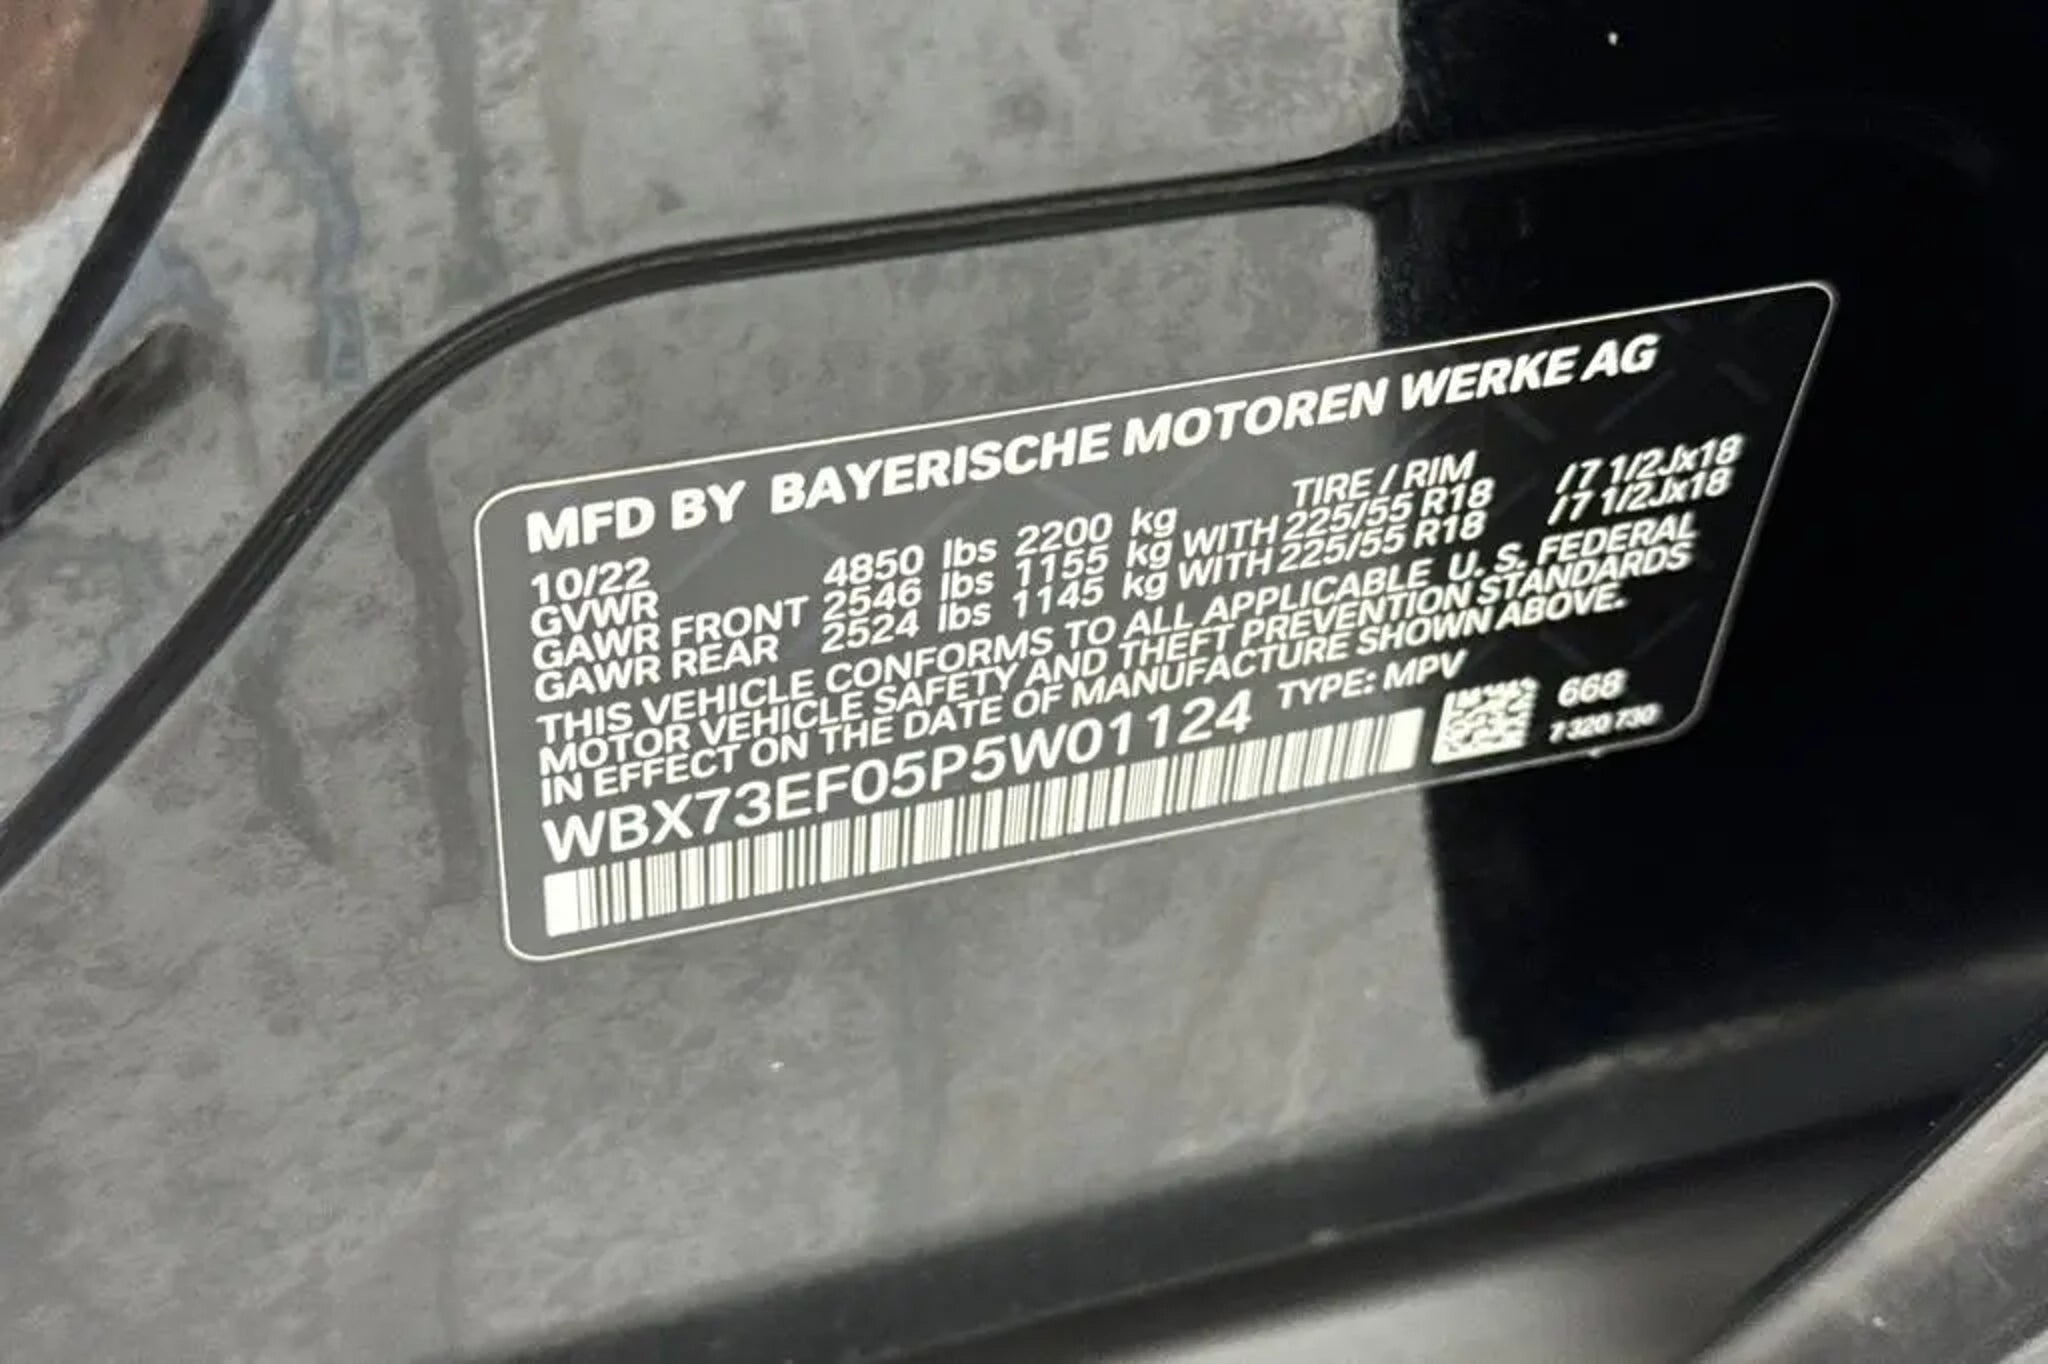 MFD BY BAYERISCHE MOTOREN WERKE AG
10/22 TIRE / RIM
GVWR 4850 lbs 2200 kg
GAWR FRONT 2546 lbs 1155 kg WITH 225/55 R18 /7 1/2Jx18
GAWR REAR 2524 lbs 1145 kg WITH 225/55 R18 /7 1/2Jx18
THIS VEHICLE CONFORMS TO ALL APPLICABLE U. S. FEDERAL
MOTOR VEHICLE SAFETY AND THEFT PREVENTION STANDARDS
IN EFFECT ON THE DATE OF MANUFACTURE SHOWN ABOVE.
WBX73EF05P5W01124 TYPE: MPV
668
7 320 730